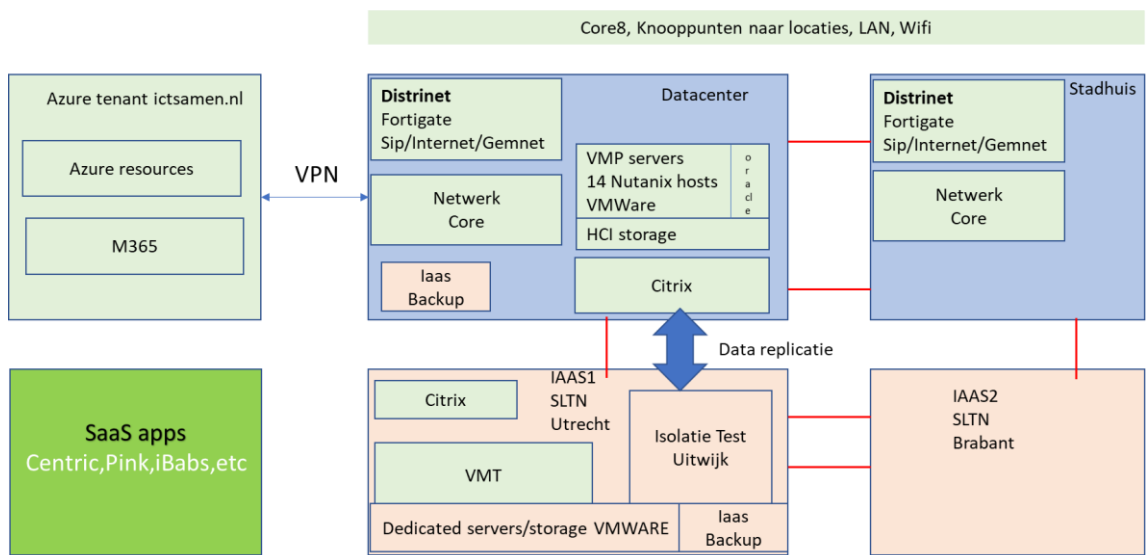 Core8, Knooppunten naar locaties, LAN, Wifi
Azure tenant ictsamen.nl
Azure resources
M365
VPN
Distrinet
Fortigate
Sip/Internet/Gemnet
Datacenter
VMP servers
14 Nutanix hosts
VMWare
oracle
HCI storage
Netwerk
Core
Iaas
Backup
Citrix
Distrinet
Fortigate
Sip/Internet/Gemnet
Stadhuis
Netwerk
Core
Data replicatie
SaaS apps
Centric,Pink,iBabs,etc
Citrix
IAAS1
SLTN
Utrecht
Isolatie Test
Uitwijk
VMT
Dedicated servers/storage VMWARE
Iaas
Backup
IAAS2
SLTN
Brabant